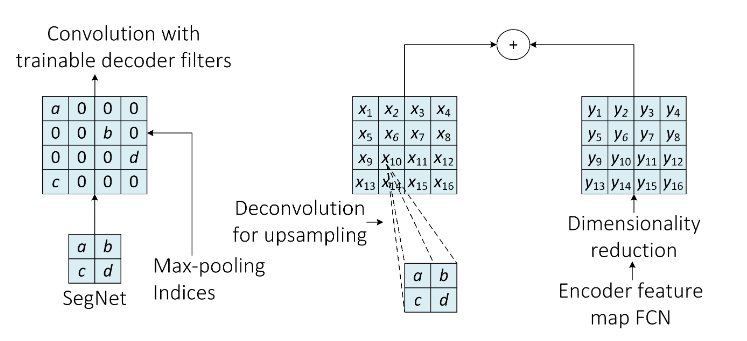 Convolution with
trainable decoder filters
a 0 0 0
0 0 b 0
0 0 0 d
c 0 0 0
a b
c d
SegNet
Max-pooling
Indices
+
x1 x2 x3 x4
x5 x6 x7 x8
x9 x10 x11 x12
x13 x14 x15 x16
Deconvolution
for upsampling
a b
c d
y1 y2 y3 y4
y5 y6 y7 y8
y9 y10 y11 y12
y13 y14 y15 y16
Dimensionality
reduction
Encoder feature
map FCN